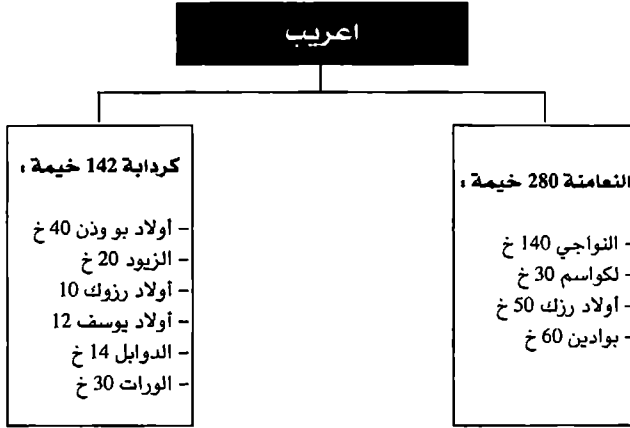 اعريب
النعامنة 280 خيمة :
- النواجي 140 خ
- لكواسم 30 خ
- أولاد رزك 50 خ
- بوادين 60 خ
كردابة 142 خيمة :
- أولاد بو وذن 40 خ
- الزيود 20 خ
- أولاد رزوك 10
- أولاد يوسف 12
- الدوابل 14 خ
- الورات 30 خ